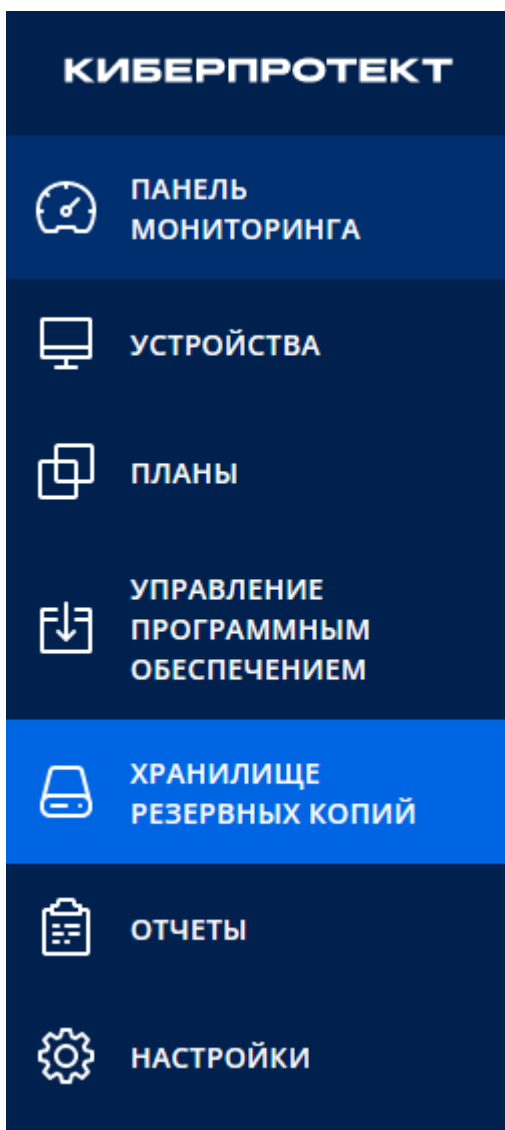 КИБЕРПРОТЕКТ
ПАНЕЛЬ
МОНИТОРИНГА
УСТРОЙСТВА
ПЛАНЫ
УПРАВЛЕНИЕ
ПРОГРАММНЫМ
ОБЕСПЕЧЕНИЕМ
ХРАНИЛИЩЕ
РЕЗЕРВНЫХ КОПИЙ
ОТЧЕТЫ
НАСТРОЙКИ